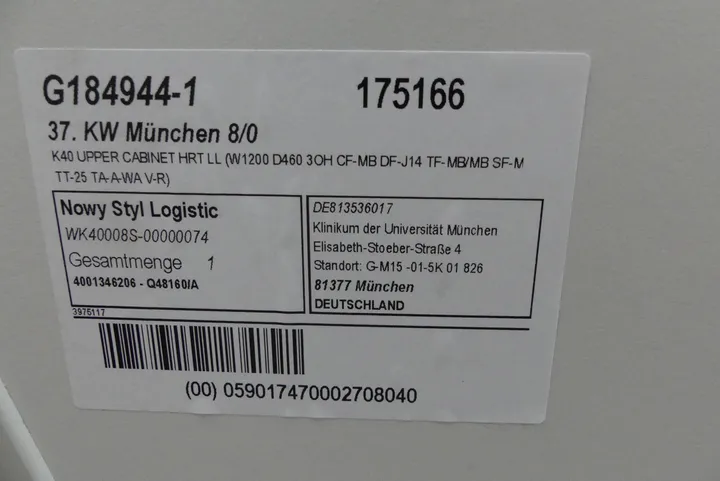 G184944-1 175166
37. KW München 8/0
K40 UPPER CABINET HRT LL (W1200 D460 3OH CF-MB DF-J14 TF-MB/MB SF-M
TT-25 TA-A-WA V-R)
Nowy Styl Logistic
WK40008S-00000074
Gesamtmenge 1
4001346206 - Q48160/A
DE813536017
Klinikum der Universität München
Elisabeth-Stoeber-Straße 4
Standort: G-M15 -01-5K 01 826
81377 München
DEUTSCHLAND
3975117
(00) 059017470002708040